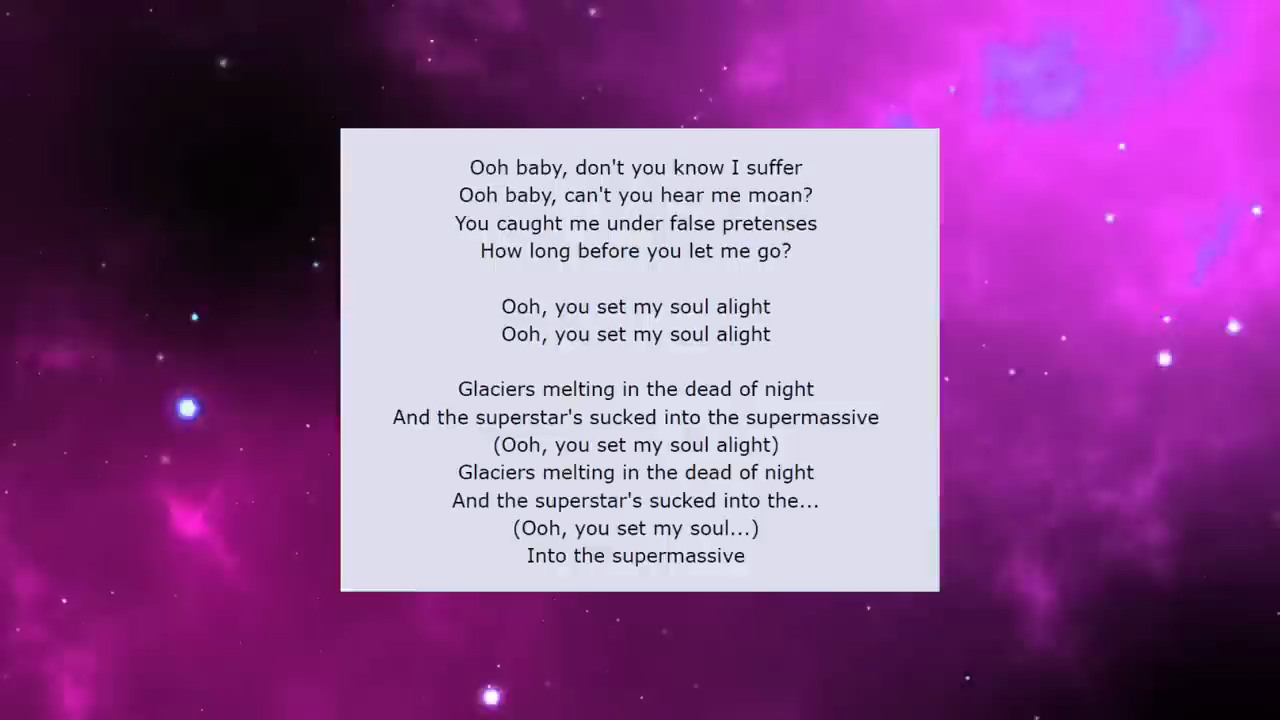 Ooh baby, don't you know I suffer
Ooh baby, can't you hear me moan?
You caught me under false pretenses
How long before you let me go?
Ooh, you set my soul alight
Ooh, you set my soul alight
Glaciers melting in the dead of night
And the superstar's sucked into the supermassive
(Ooh, you set my soul alight)
Glaciers melting in the dead of night
And the superstar's sucked into the...
(Ooh, you set my soul...)
Into the supermassive